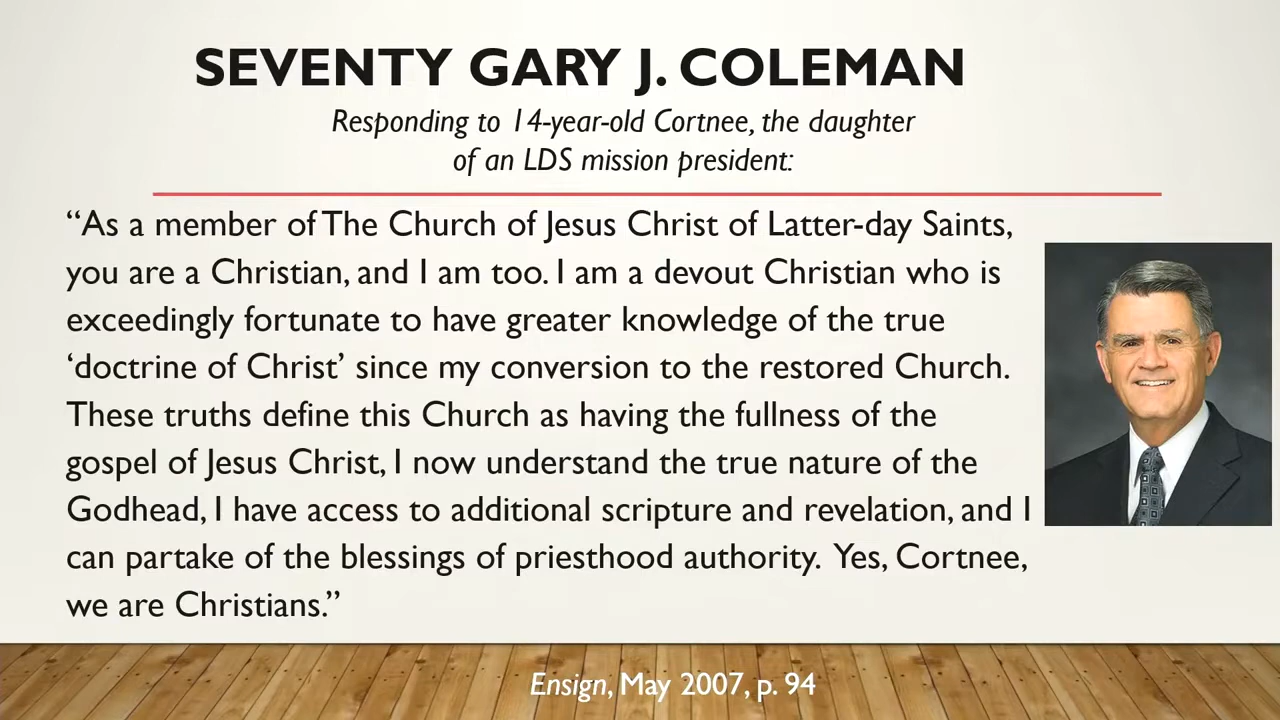 SEVENTY GARY J. COLEMAN
Responding to 14-year-old Cortnee, the daughter
of an LDS mission president:
“As a member of The Church of Jesus Christ of Latter-day Saints,
you are a Christian, and I am too. I am a devout Christian who is
exceedingly fortunate to have greater knowledge of the true
‘doctrine of Christ’ since my conversion to the restored Church.
These truths define this Church as having the fullness of the
gospel of Jesus Christ, I now understand the true nature of the
Godhead, I have access to additional scripture and revelation, and I
can partake of the blessings of priesthood authority. Yes, Cortnee,
we are Christians.”
Ensign, May 2007, p. 94